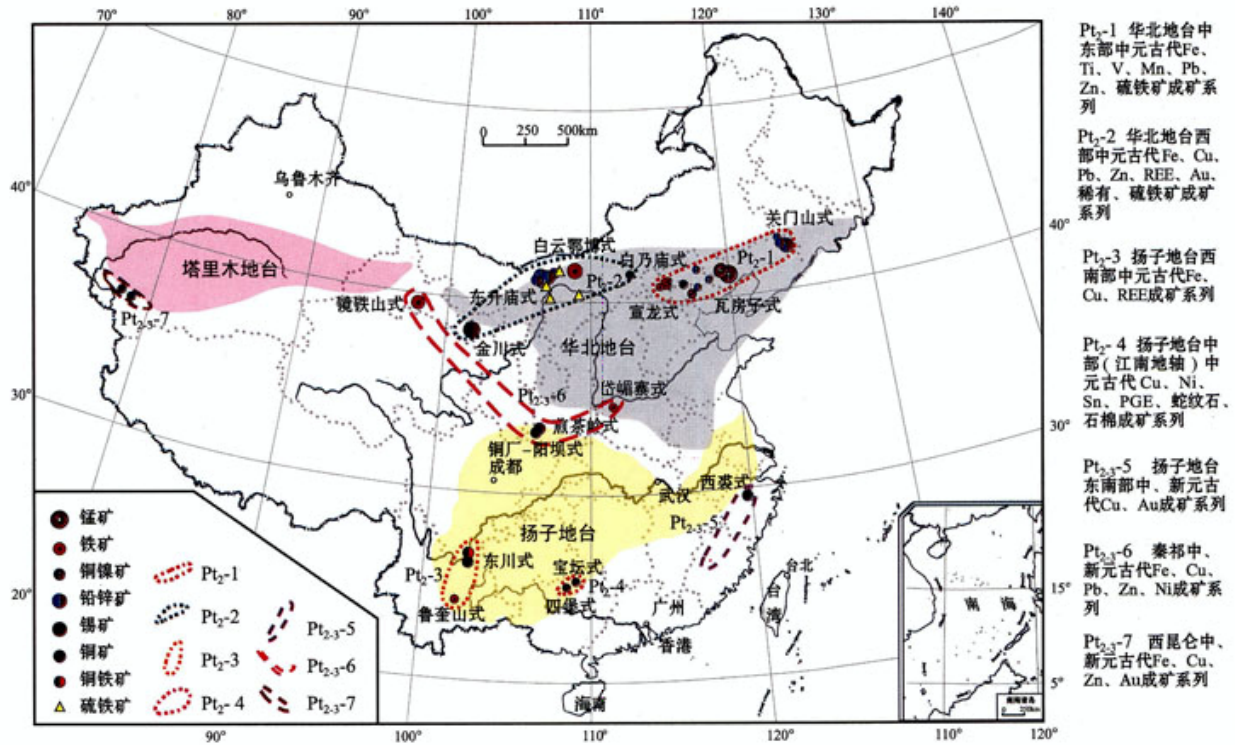 70°
80°
90°
100°
110°
120°
130°
140°
40°
30°
20°
40°
30°
15°
5°
90°
100°
110°
120°
110°
120°
0 250 500km
乌鲁木齐
塔里木地台
Pt2-3-7
镜铁山式
白云鄂博式
东升庙式
Pt
白乃庙式
关门山式
Pt2-1
宣龙式
瓦房子式
金川式
华北地台
岱嵋寨式
Pt2-3-6
煎茶岭式
铜厂-阳坝式
成都
武汉
西裘式
Pt2-3-5
扬子地台
东川式
Pt2-3
鲁奎山式
宝坛式
Pt2-4
四堡式
广州
香港
台北
台湾
海南
南海
南海诸岛
锰矿
铁矿
铜镍矿
铅锌矿
锡矿
铜矿
铜铁矿
硫铁矿
Pt2-1
Pt2-2
Pt2-3
Pt2-4
Pt2-3-5
Pt2-3-6
Pt2-3-7
Pt2-1 华北地台中
东部中元古代Fe、
Ti、V、Mn、Pb、
Zn、硫铁矿成矿系
列
Pt2-2 华北地台西
部中元古代Fe、Cu、
Pb、Zn、REE、Au、
稀有、硫铁矿成矿
系列
Pt2-3 扬子地台西
南部中元古代Fe、
Cu、REE成矿系列
Pt2-4 扬子地台中
部(江南地轴)中
元古代Cu、Ni、
Sn、PGE、蛇纹石、
石棉成矿系列
Pt2-3-5 扬子地台
东南部中、新元古
代Cu、Au成矿系列
Pt2-3-6 秦祁中、
新元古代Fe、Cu、
Pb、Zn、Ni成矿系
列
Pt2-3-7 西昆仑中、
新元古代Fe、Cu、
Zn、Au成矿系列